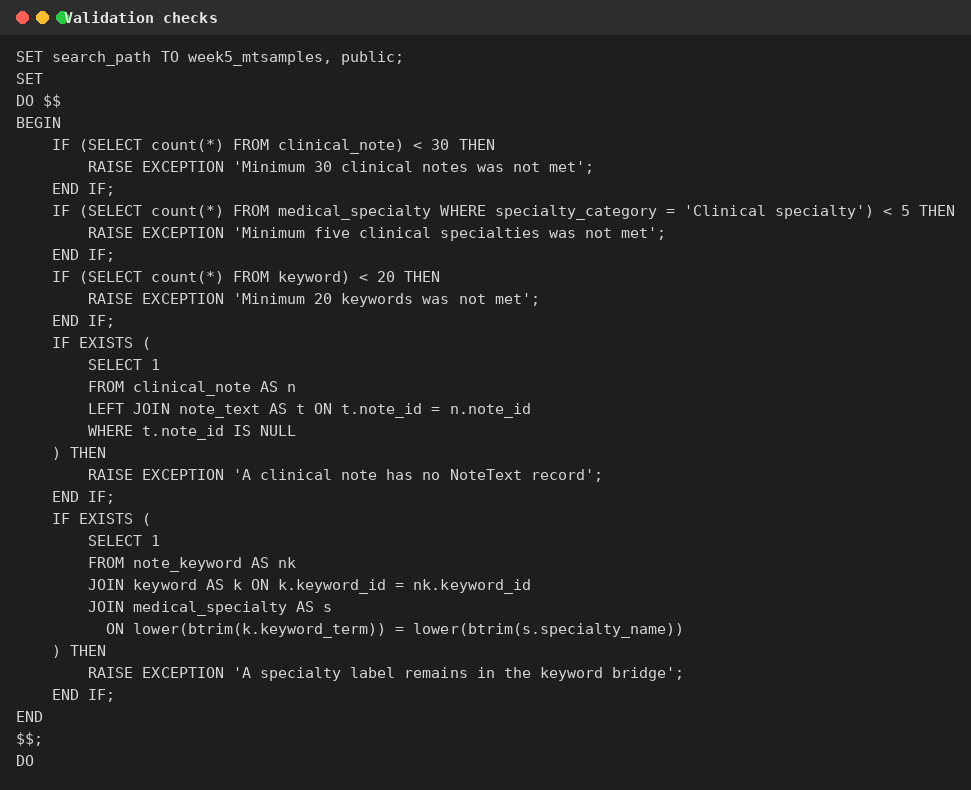 Validation checks
SET search_path TO week5_mtsamples, public;
SET
DO $$
BEGIN
    IF (SELECT count(*) FROM clinical_note) < 30 THEN
        RAISE EXCEPTION 'Minimum 30 clinical notes was not met';
    END IF;
    IF (SELECT count(*) FROM medical_specialty WHERE specialty_category = 'Clinical specialty') < 5 THEN
        RAISE EXCEPTION 'Minimum five clinical specialties was not met';
    END IF;
    IF (SELECT count(*) FROM keyword) < 20 THEN
        RAISE EXCEPTION 'Minimum 20 keywords was not met';
    END IF;
    IF EXISTS (
        SELECT 1
        FROM clinical_note AS n
        LEFT JOIN note_text AS t ON t.note_id = n.note_id
        WHERE t.note_id IS NULL
    ) THEN
        RAISE EXCEPTION 'A clinical note has no NoteText record';
    END IF;
    IF EXISTS (
        SELECT 1
        FROM note_keyword AS nk
        JOIN keyword AS k ON k.keyword_id = nk.keyword_id
        JOIN medical_specialty AS s
          ON lower(btrim(k.keyword_term)) = lower(btrim(s.specialty_name))
    ) THEN
        RAISE EXCEPTION 'A specialty label remains in the keyword bridge';
    END IF;
END
$$;
DO